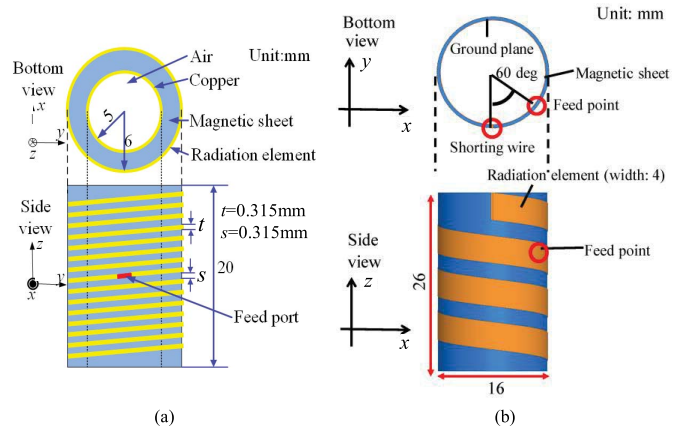 Air
Unit:mm
Copper
Bottom
view
x
y
z
5
6
Magnetic sheet
Radiation element
Side
view
z
y
x
t
t=0.315mm
s=0.315mm
s
20
Feed port
(a)
Unit: mm
Bottom
view
y
x
Ground plane
60 deg
Magnetic sheet
Feed point
Shorting wire
Radiation element (width: 4)
Side
view
z
x
Feed point
26
16
(b)